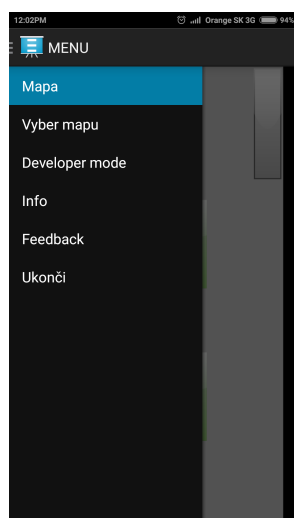 12:02PM Orange SK 3G 94%
MENU
Mapa
Vyber mapu
Developer mode
Info
Feedback
Ukonči